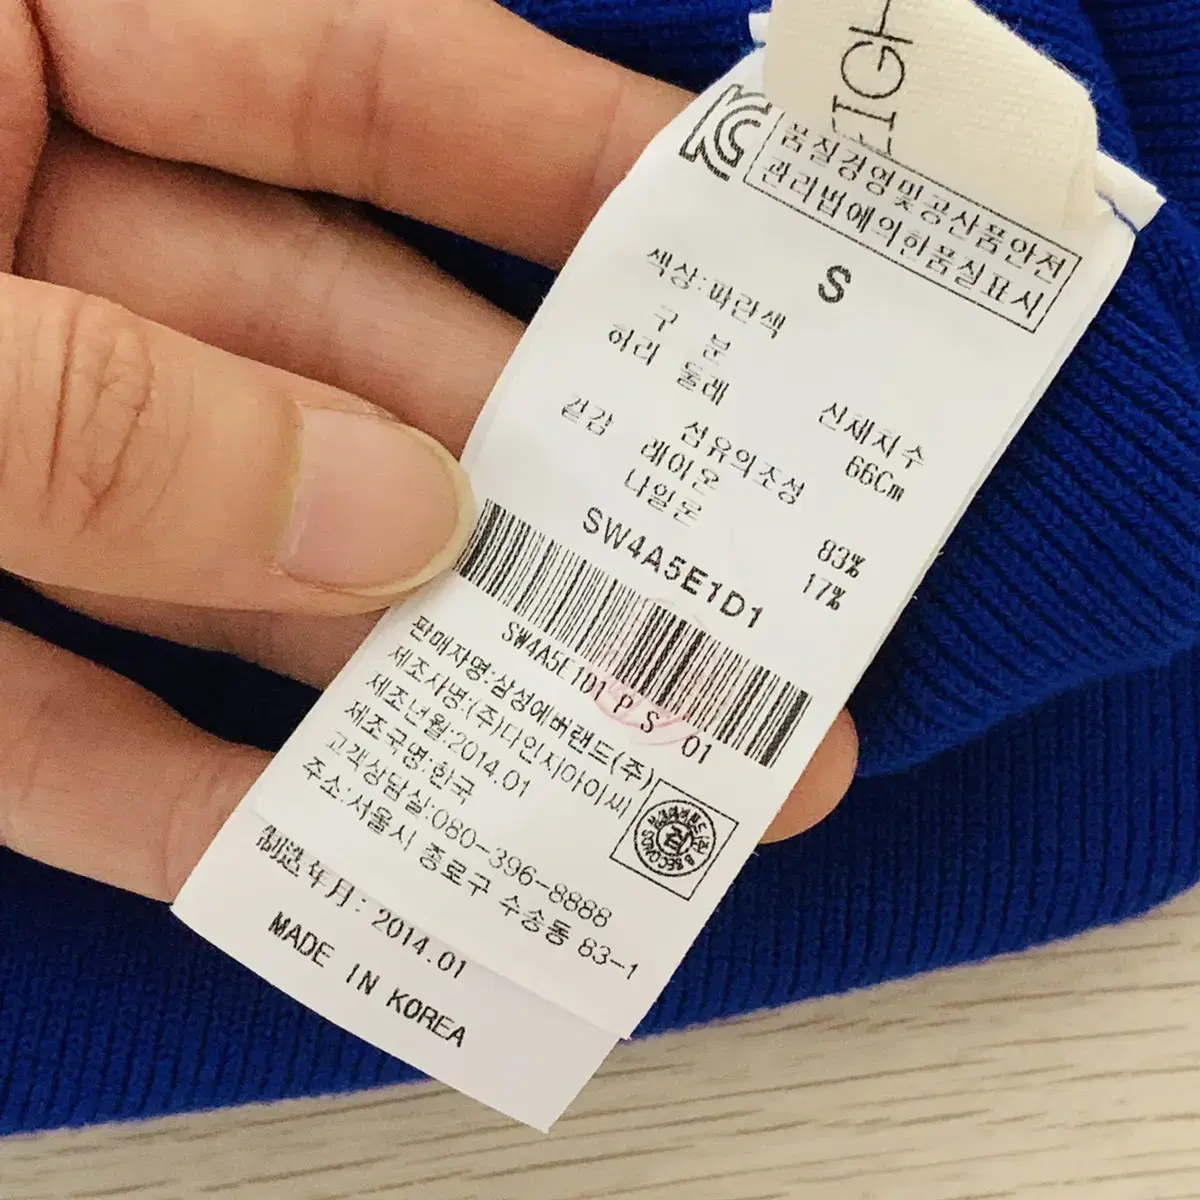 EIGH
품질경영및공산품안전
관리법에의한품질표시
S
색상:파란색
구 분 신체치수
허리 둘레 66Cm
섬유의조성
겉감 레이온 83%
나일론 17%
SW4A5E1D1
SW4A5E1D1 P S 01
판매자명:삼성에버랜드(주)
제조사명:(주)다인지아이씨
제조년월:2014.01
제조국명:한국
고객상담실:080-396-8888
주소:서울시 종로구 수송동 83-1
검
8 SECONDS
制造年月: 2014.01
MADE IN KOREA